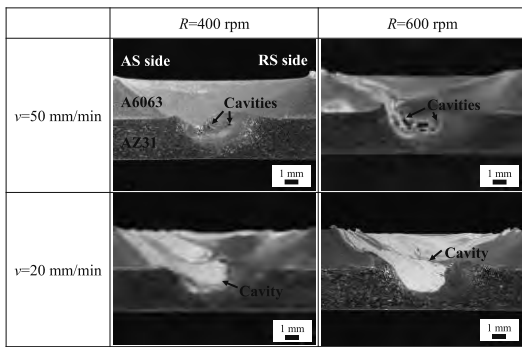 R=400 rpm
R=600 rpm
v=50 mm/min
AS side
RS side
A6063
Cavities
AZ31
1 mm
Cavities
1 mm
v=20 mm/min
Cavity
1 mm
Cavity
1 mm